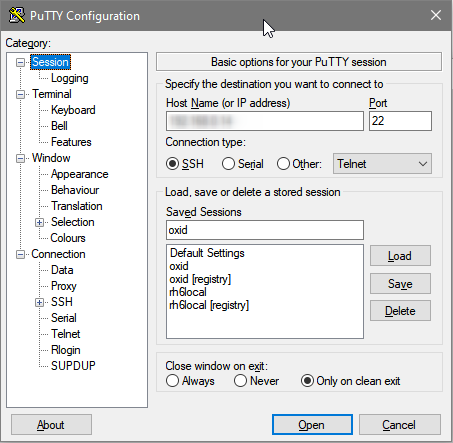 PuTTY Configuration
Category:
Session
Logging
Terminal
Keyboard
Bell
Features
Window
Appearance
Behaviour
Translation
Selection
Colours
Connection
Data
Proxy
SSH
Serial
Telnet
Rlogin
SUPDUP
Basic options for your PuTTY session
Specify the destination you want to connect to
Host Name (or IP address) Port
22
Connection type:
SSH Serial Other: Telnet
Load, save or delete a stored session
Saved Sessions
oxid
Default Settings
oxid
oxid [registry]
rh6local
rh6local [registry]
Load
Save
Delete
Close window on exit:
Always Never Only on clean exit
About Open Cancel